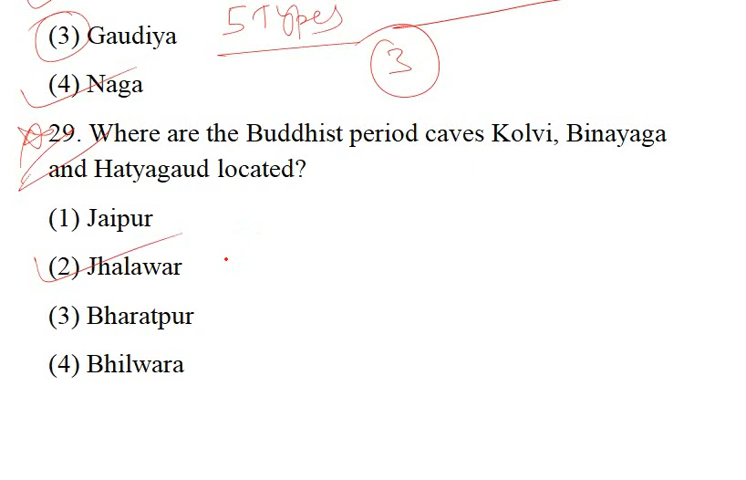 5 Types
(3) Gaudiya
3
(4) Naga
29. Where are the Buddhist period caves Kolvi, Binayaga
and Hatyagaud located?
(1) Jaipur
(2) Jhalawar
(3) Bharatpur
(4) Bhilwara